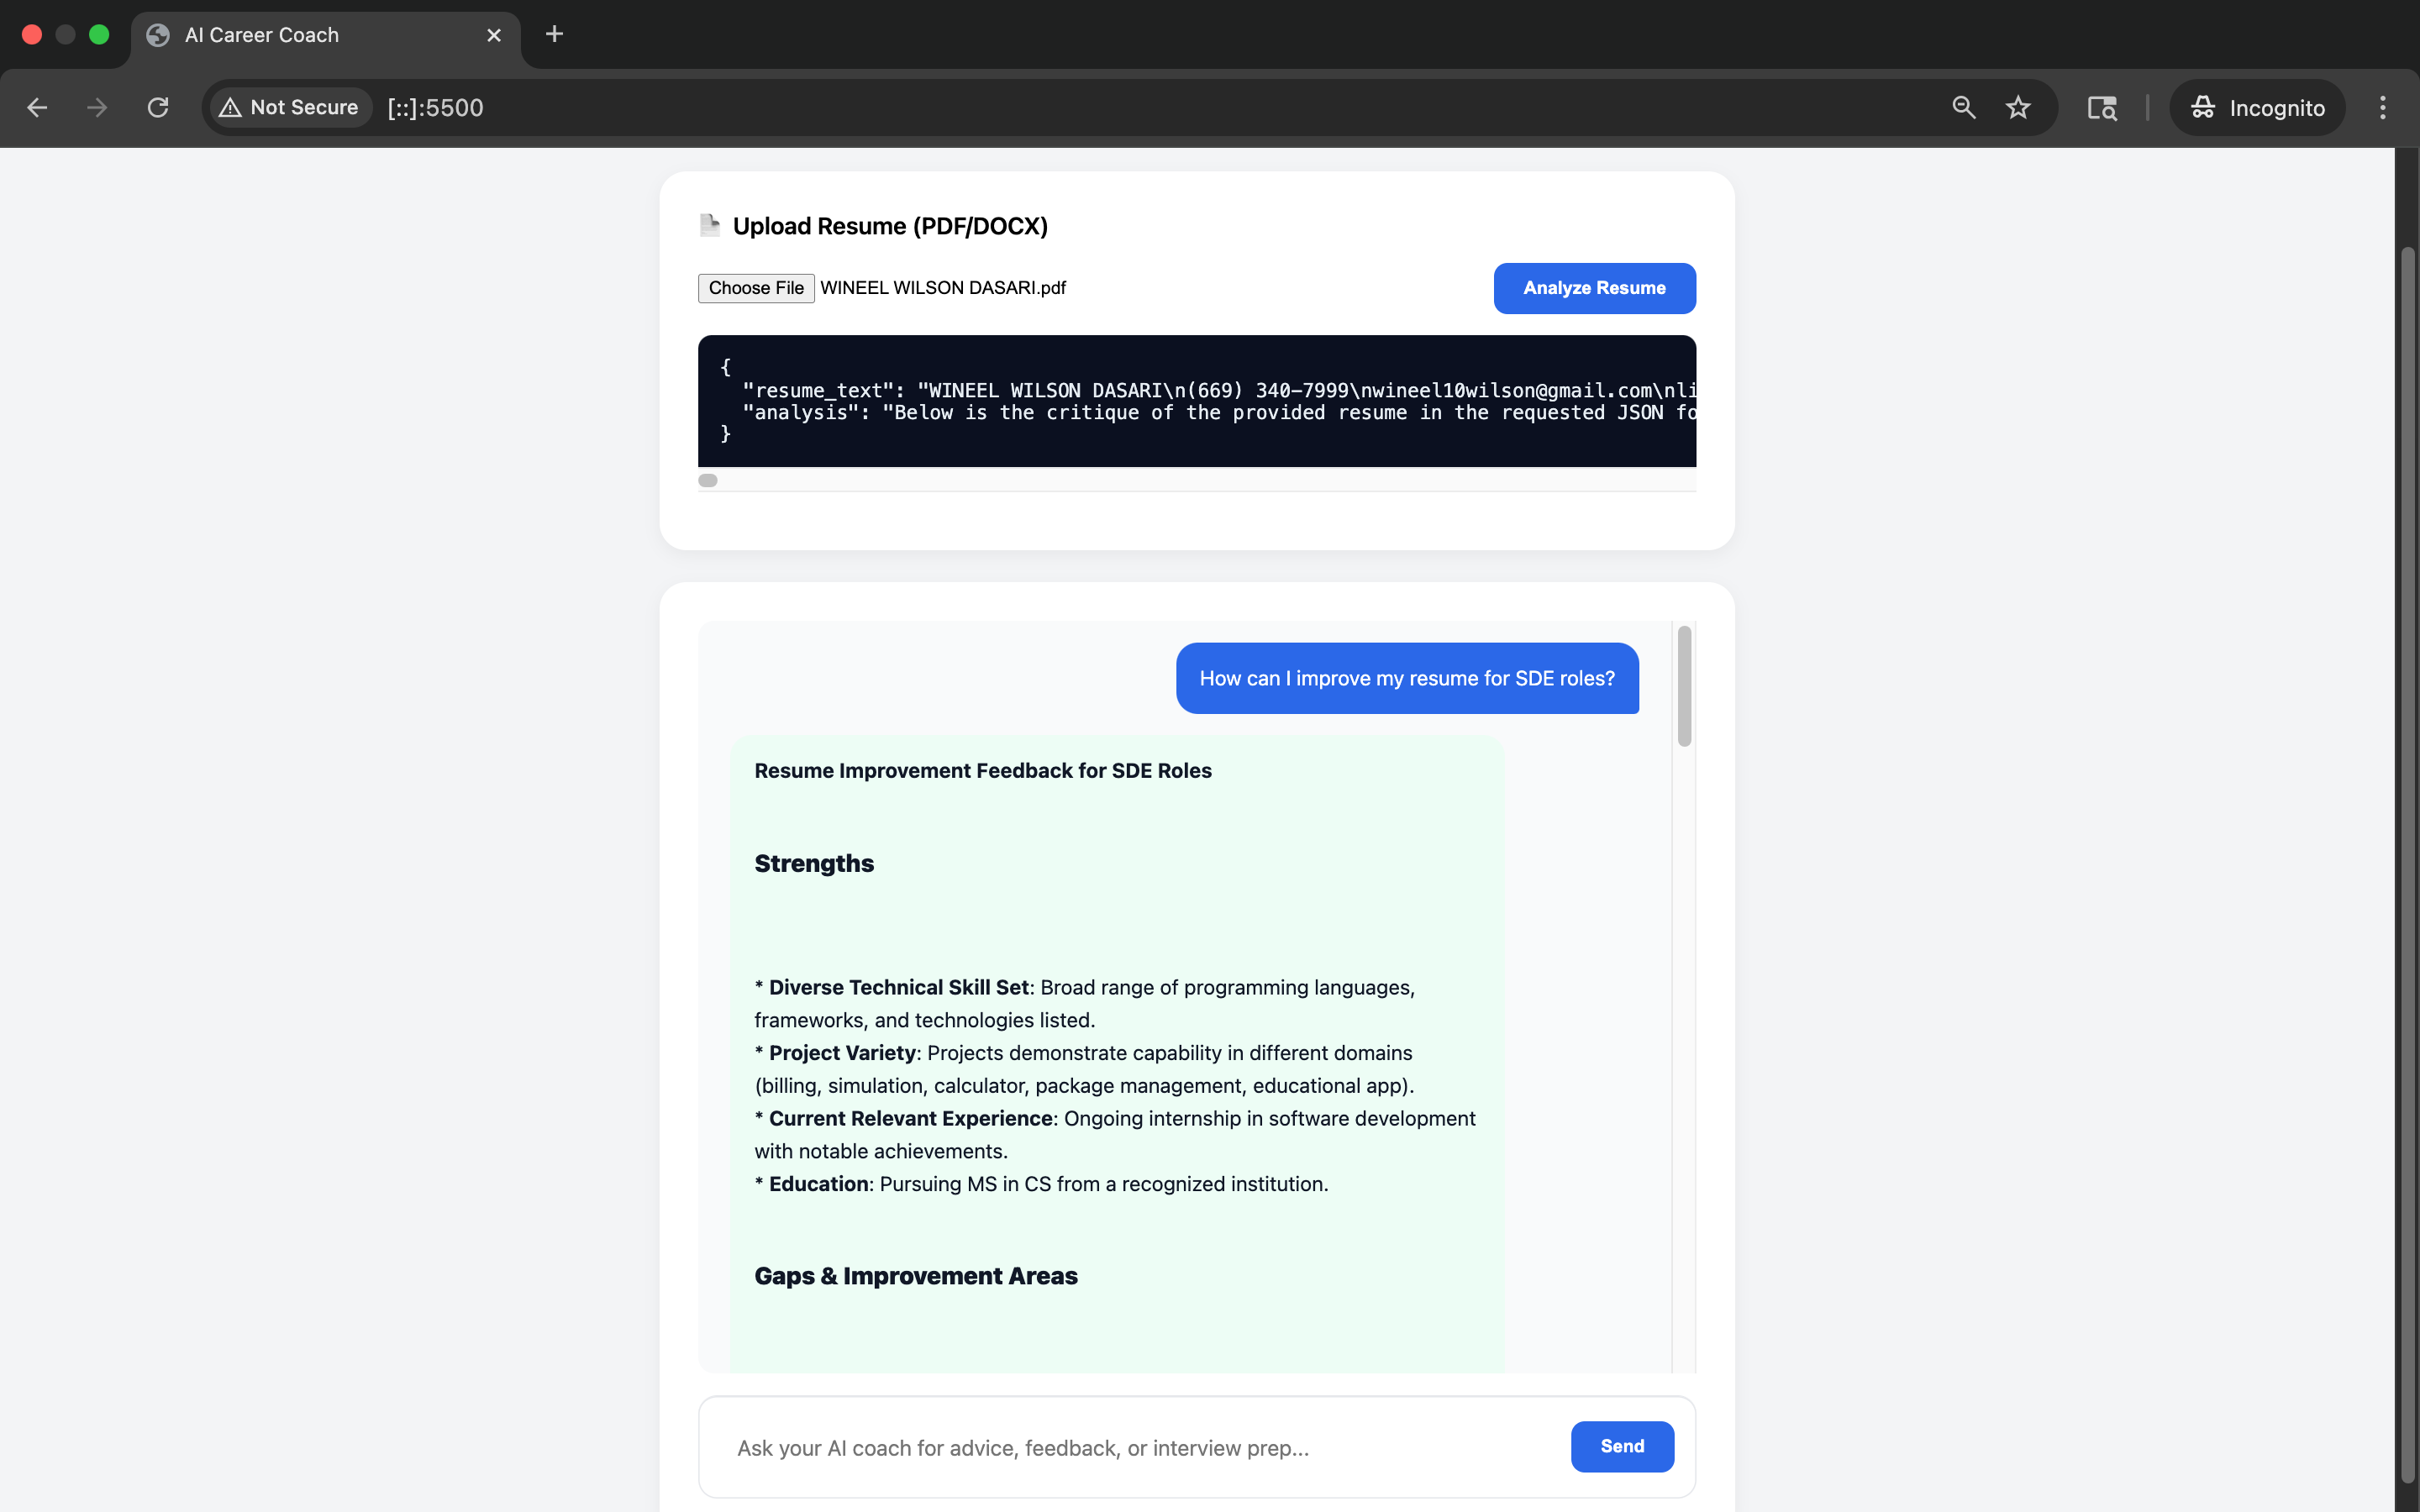 AI Career Coach
Not Secure [::]:5500
Incognito
Upload Resume (PDF/DOCX)
Choose File WINEEL WILSON DASARI.pdf
Analyze Resume
{
"resume_text": "WINEEL WILSON DASARI\n(669) 340-7999\nwineel10wilson@gmail.com\nli
"analysis": "Below is the critique of the provided resume in the requested JSON fo
}
How can I improve my resume for SDE roles?
Resume Improvement Feedback for SDE Roles
Strengths
* Diverse Technical Skill Set: Broad range of programming languages,
frameworks, and technologies listed.
* Project Variety: Projects demonstrate capability in different domains
(billing, simulation, calculator, package management, educational app).
* Current Relevant Experience: Ongoing internship in software development
with notable achievements.
* Education: Pursuing MS in CS from a recognized institution.
Gaps & Improvement Areas
Ask your AI coach for advice, feedback, or interview prep...
Send